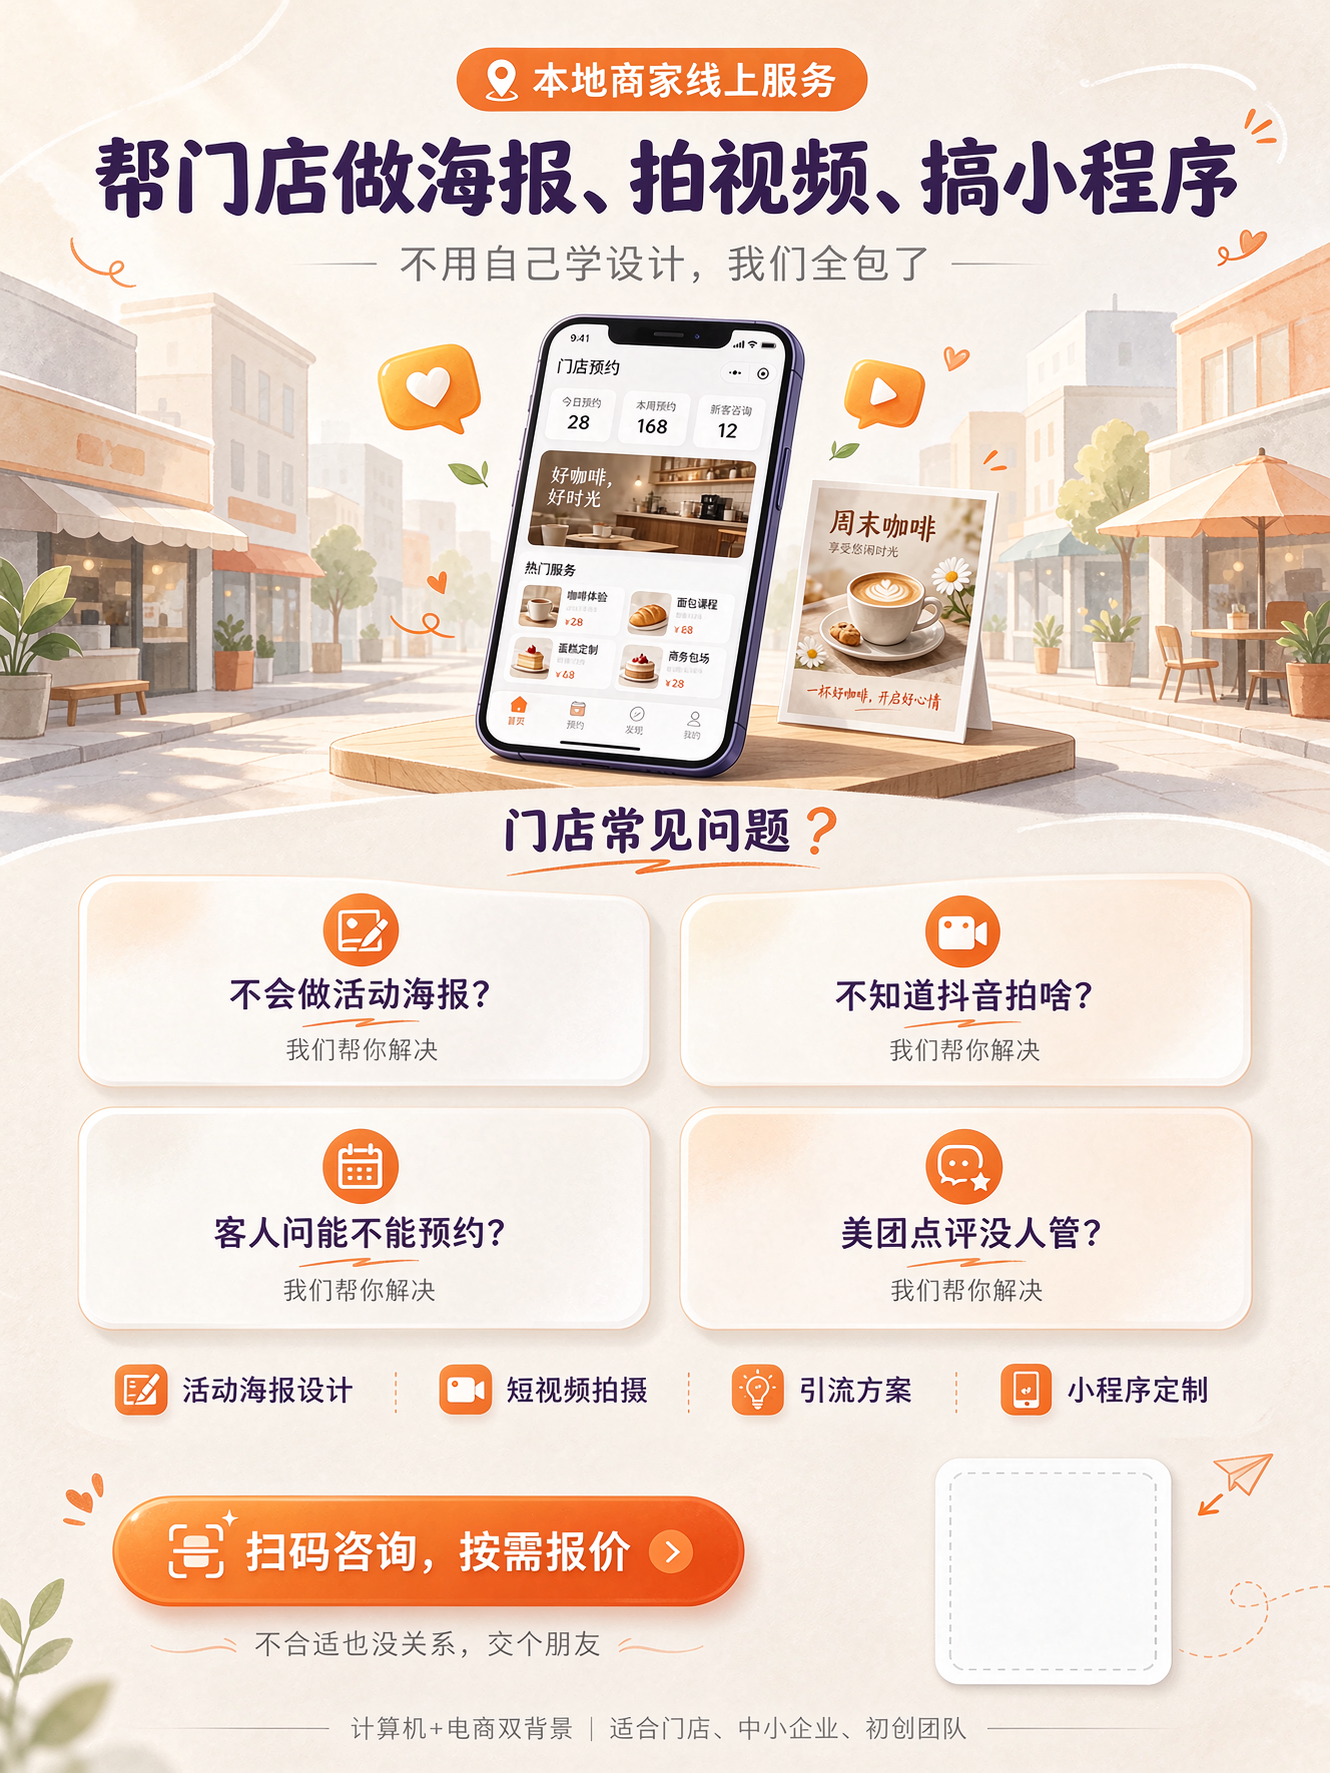 本地商家线上服务
帮门店做海报、拍视频、搞小程序
不用自己学设计，我们全包了
9:41
门店预约
今日预约
28
本周预约
168
新客咨询
12
好咖啡，
好时光
热门服务
咖啡体验
¥28
面包课程
¥88
蛋糕定制
¥68
商务包场
¥28
首页
预约
发现
我的
周末咖啡
享受悠闲时光
一杯好咖啡，开启好心情
门店常见问题？
不会做活动海报？
我们帮你解决
不知道抖音拍啥？
我们帮你解决
客人问能不能预约？
我们帮你解决
美团点评没人管？
我们帮你解决
活动海报设计
短视频拍摄
引流方案
小程序定制
扫码咨询，按需报价
不合适也没关系，交个朋友
计算机+电商双背景｜适合门店、中小企业、初创团队